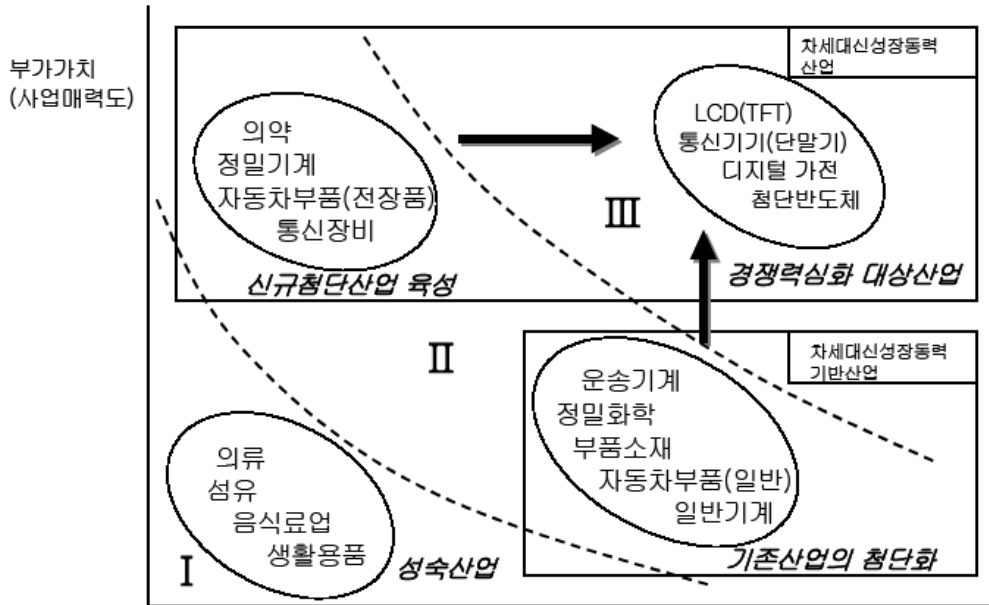 부가가치
(사업매력도)
차세대신성장동력
산업
의약
정밀기계
자동차부품(전장품)
통신장비
신규첨단산업 육성
LCD(TFT)
통신기기(단말기)
디지털 가전
첨단반도체
Ⅲ
경쟁력심화 대상산업
Ⅱ
차세대신성장동력
기반산업
운송기계
정밀화학
부품소재
자동차부품(일반)
일반기계
기존산업의 첨단화
의류
섬유
음식료업
생활용품
Ⅰ
성숙산업